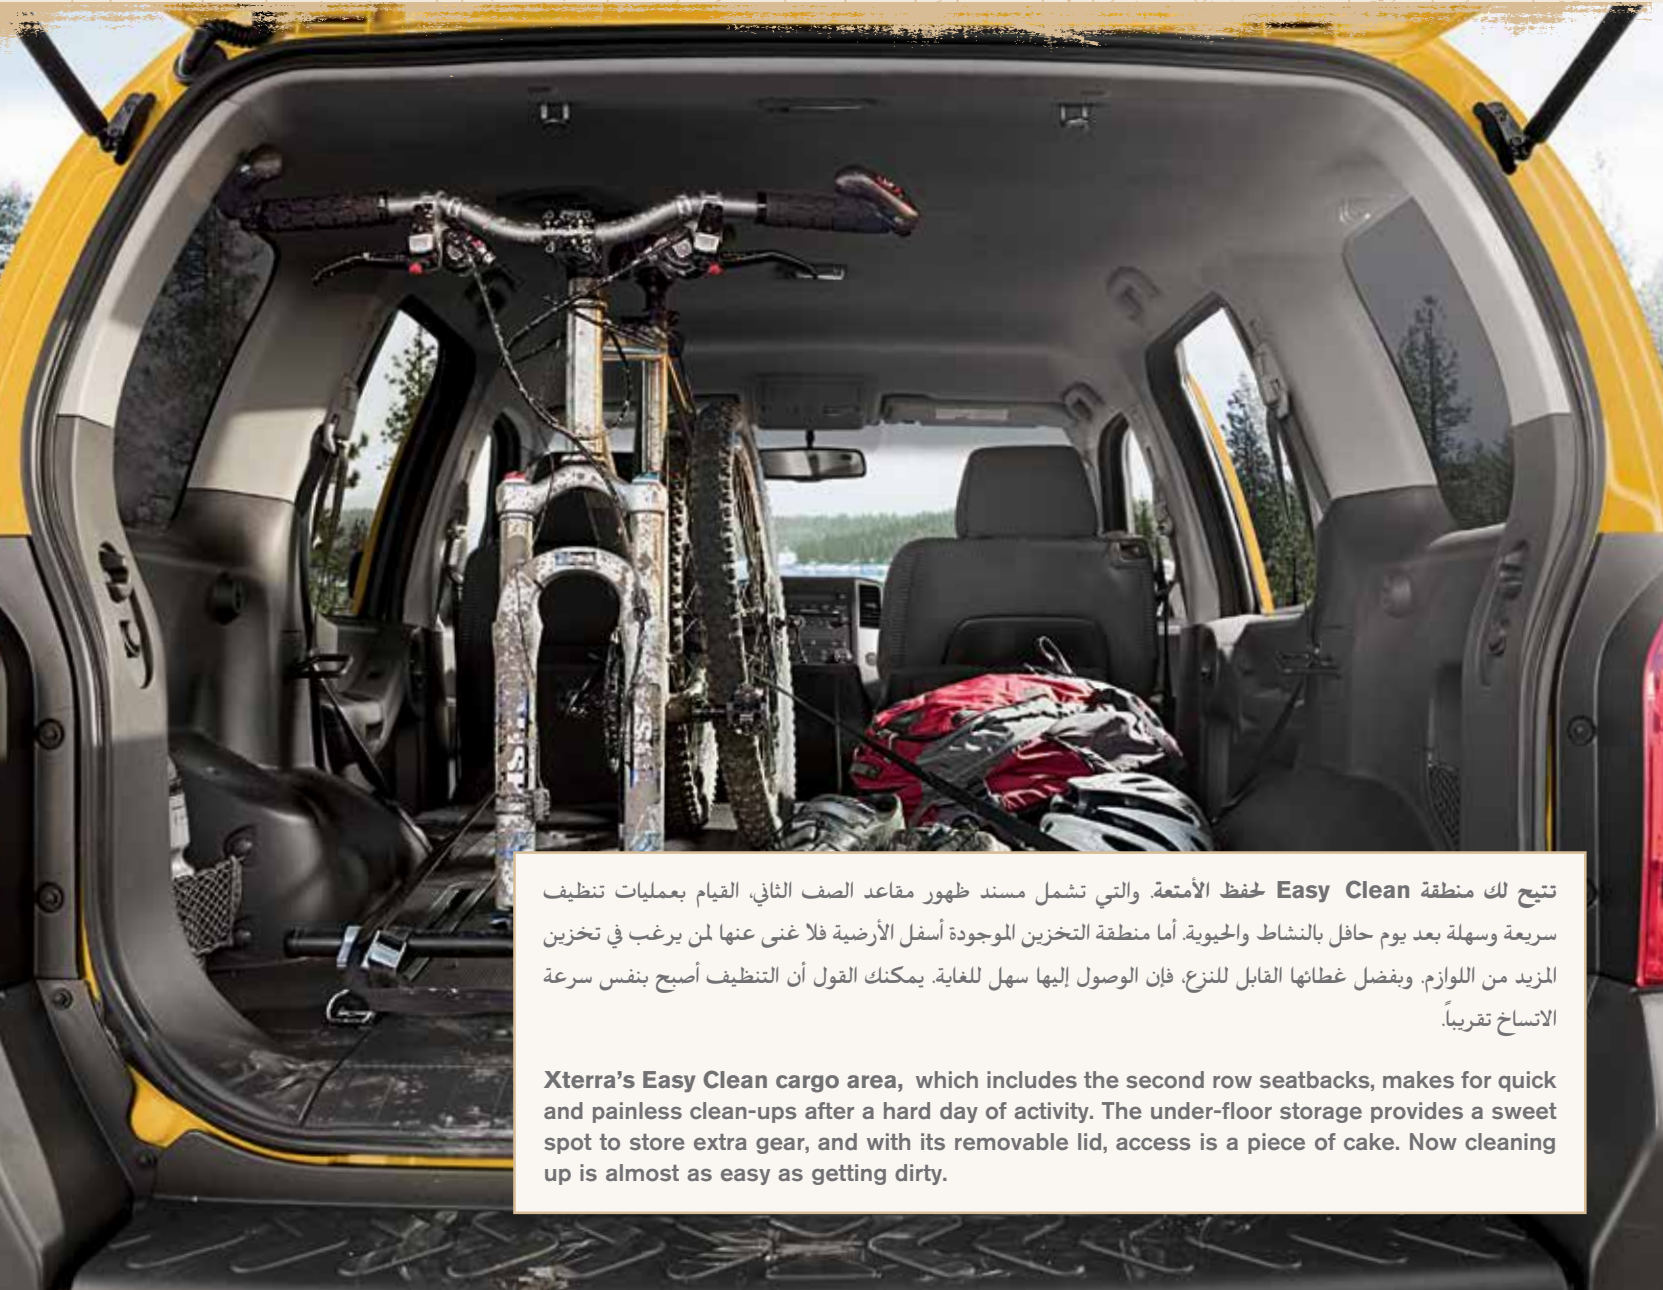 تتيح لك منطقة Easy Clean لحفظ الأمتعة. والتي تشمل مسند ظهور مقاعد الصف الثاني، القيام بعمليات تنظيف
سريعة وسهلة بعد يوم حافل بالنشاط والحيوية. أما منطقة التخزين الموجودة أسفل الأرضية فلا غنى عنها لمن يرغب في تخزين
المزيد من اللوازم. وبفضل غطائها القابل للنزع، فإن الوصول إليها سهل للغاية. يمكنك القول أن التنظيف أصبح بنفس سرعة
الاتساخ تقريباً.
Xterra’s Easy Clean cargo area, which includes the second row seatbacks, makes for quick
and painless clean-ups after a hard day of activity. The under-floor storage provides a sweet
spot to store extra gear, and with its removable lid, access is a piece of cake. Now cleaning
up is almost as easy as getting dirty.